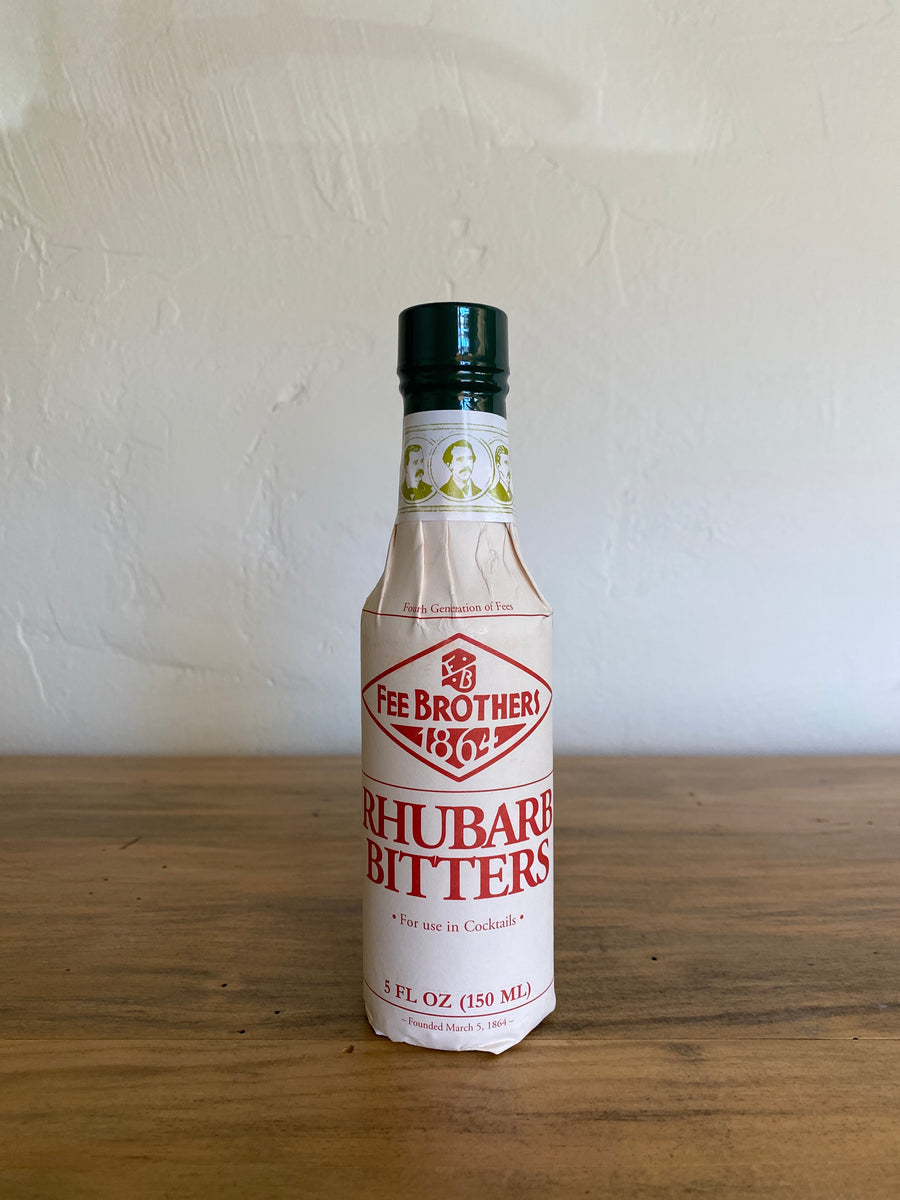 Fourth Generation of Fees
F. B
FEE BROTHERS
1864
RHUBARB
BITTERS
• For use in Cocktails •
5 FL OZ (150 ML)
– Founded March 5, 1864 –